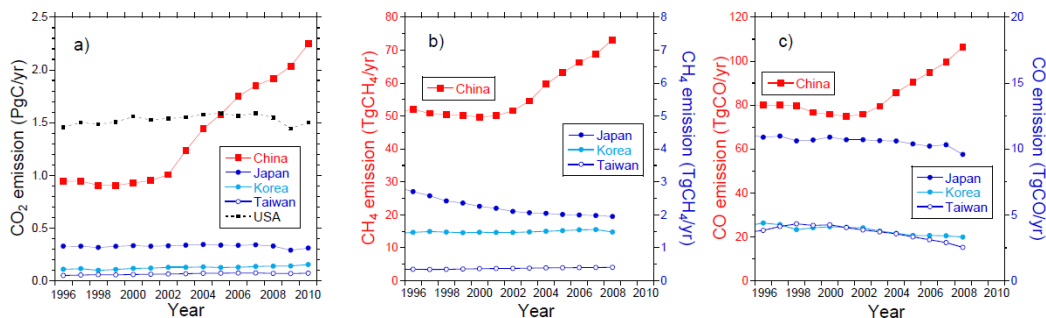 a)
CO2 emission (PgC/yr)
2.5
2.0
1.5
1.0
0.5
0.0
China
Japan
Korea
Taiwan
USA
1996 1998 2000 2002 2004 2006 2008 2010
Year
b)
CH4 emission (TgCH4/yr)
80
70
60
50
40
30
20
10
0
China
Japan
Korea
Taiwan
8
7
6
5
4
3
2
1
0
CH4 emission (TgCH4/yr)
1996 1998 2000 2002 2004 2006 2008 2010
Year
c)
CO emission (TgCO/yr)
120
100
80
60
40
20
0
China
Japan
Korea
Taiwan
20
15
10
5
0
CO emission (TgCO/yr)
1996 1998 2000 2002 2004 2006 2008 2010
Year